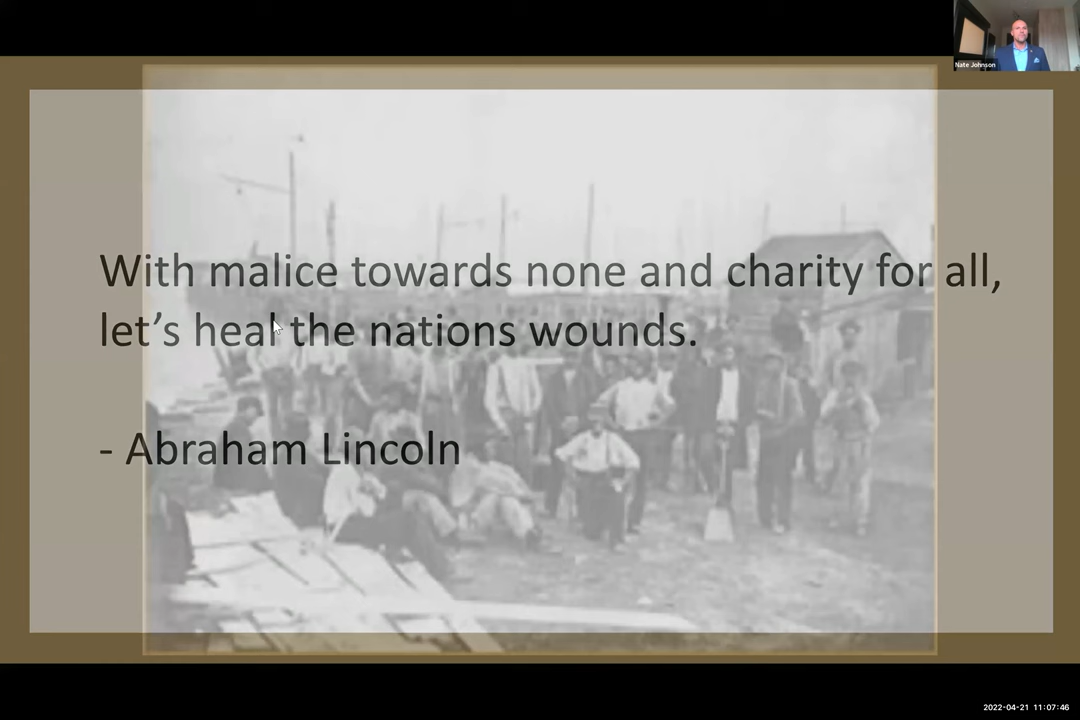 Nate Johnson
With malice towards none and charity for all,
let’s heal the nations wounds.
- Abraham Lincoln
2022-04-21 11:07:46